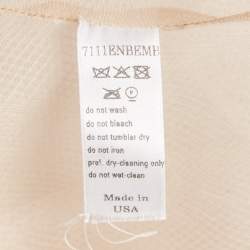 7111ENBEMB
do not wash
do not bleach
do not tumbler dry
do not iron
pref. dry-cleaning only
do not wet-clean
Made in
USA